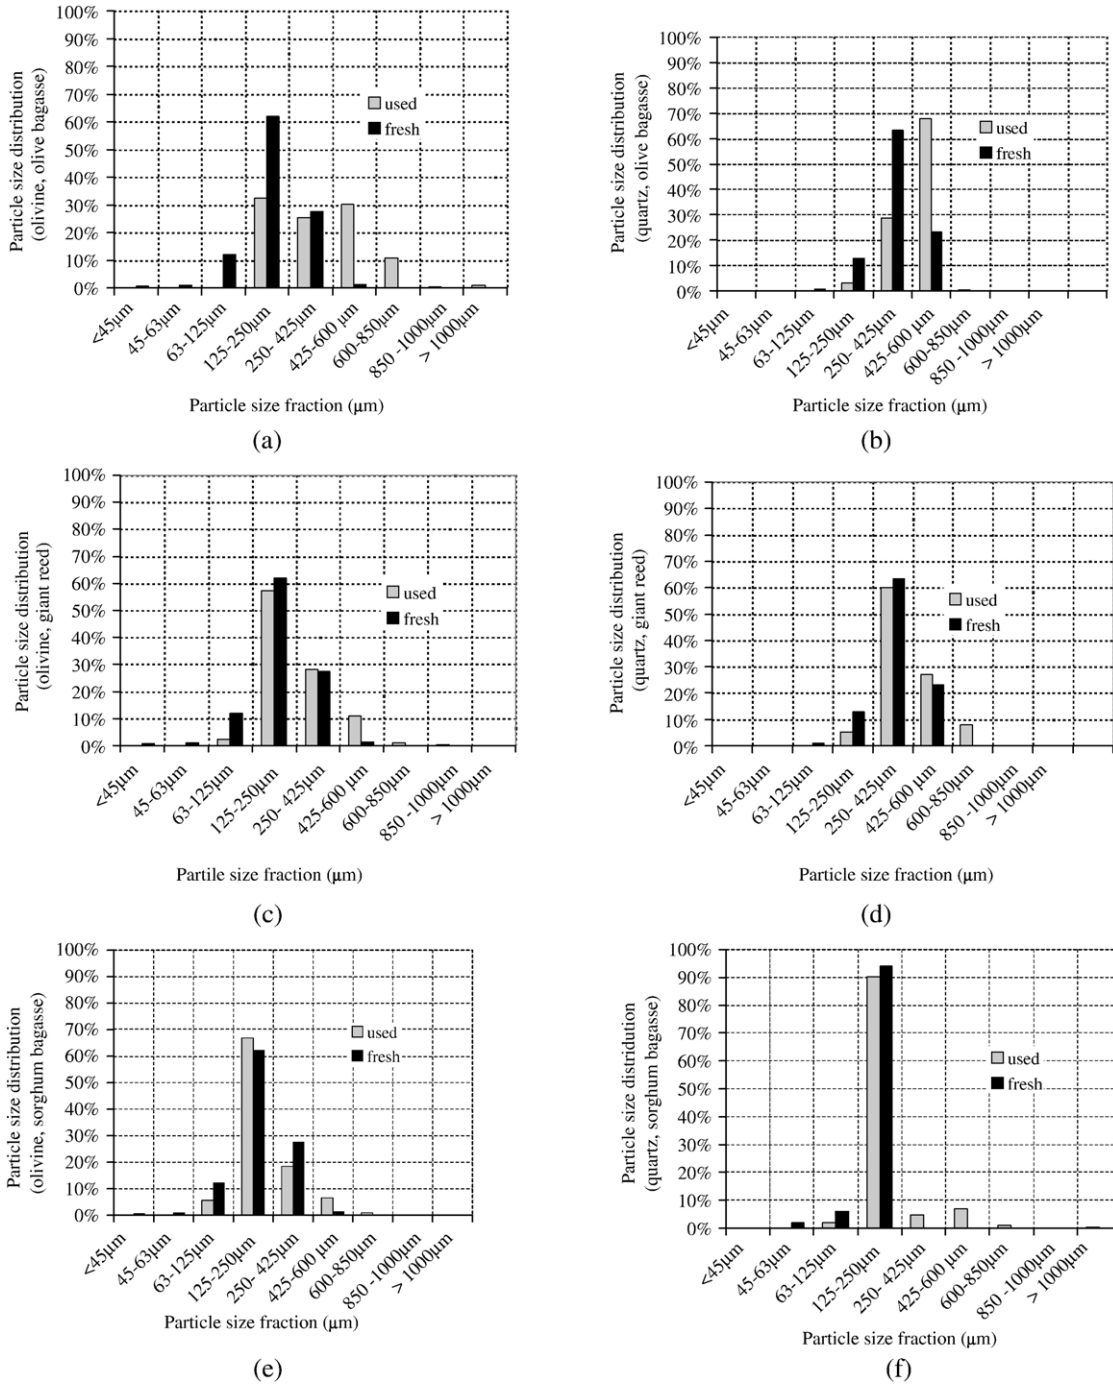 Particle size distribution
(olivine, olive bagasse)
100%
90%
80%
70%
60%
50%
40%
30%
20%
10%
0%
used
fresh
<45µm
45-63µm
63-125µm
125-250µm
250- 425µm
425-600 µm
600-850µm
850 -1000µm
> 1000µm
Particle size fraction (µm)
(a)
Particle size distribution
(quartz, olive bagasse)
100%
90%
80%
70%
60%
50%
40%
30%
20%
10%
0%
used
fresh
<45µm
45-63µm
63-125µm
125-250µm
250- 425µm
425-600 µm
600-850µm
850 -1000µm
> 1000µm
Particle size fraction (µm)
(b)
Particle size distribution
(olivine, giant reed)
100%
90%
80%
70%
60%
50%
40%
30%
20%
10%
0%
used
fresh
<45µm
45-63µm
63-125µm
125-250µm
250- 425µm
425-600 µm
600-850µm
850 -1000µm
> 1000µm
Partile size fraction (µm)
(c)
Particle size distribution
(quartz, giant reed)
100%
90%
80%
70%
60%
50%
40%
30%
20%
10%
0%
used
fresh
<45µm
45-63µm
63-125µm
125-250µm
250- 425µm
425-600 µm
600-850µm
850 -1000µm
> 1000µm
Particle size fraction (µm)
(d)
Particle size distribution
(olivine, sorghum bagasse)
100%
90%
80%
70%
60%
50%
40%
30%
20%
10%
0%
used
fresh
<45µm
45-63µm
63-125µm
125-250µm
250- 425µm
425-600 µm
600-850µm
850 -1000µm
> 1000µm
Particle size fraction (µm)
(e)
Particle size distridution
(quartz, sorghum bagasse)
100%
90%
80%
70%
60%
50%
40%
30%
20%
10%
0%
used
fresh
<45µm
45-63µm
63-125µm
125-250µm
250- 425µm
425-600 µm
600-850µm
850 -1000µm
> 1000µm
Particle size fraction (µm)
(f)